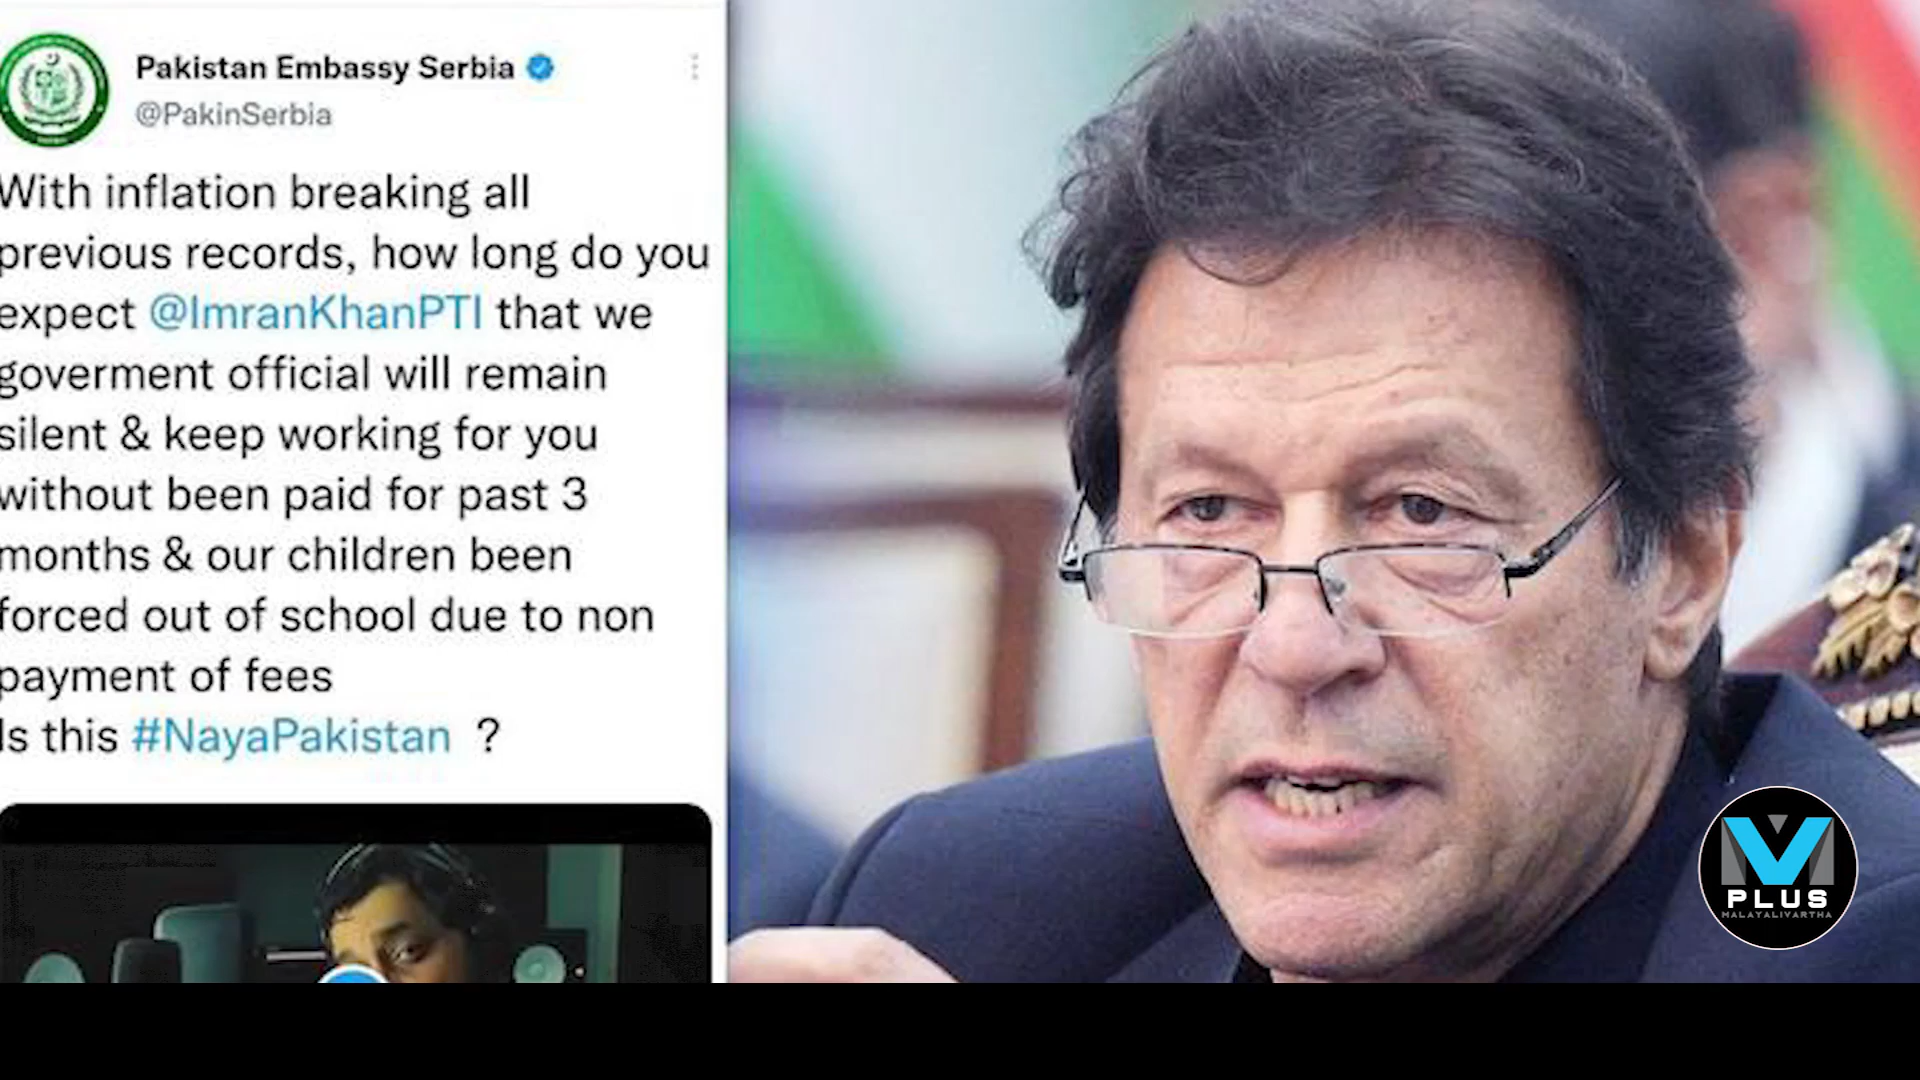 Pakistan Embassy Serbia
@PakinSerbia
With inflation breaking all
previous records, how long do you
expect @ImranKhanPTI that we
goverment official will remain
silent & keep working for you
without been paid for past 3
months & our children been
forced out of school due to non
payment of fees
Is this #NayaPakistan ?
M
PLUS
MALAYALIVARTHA